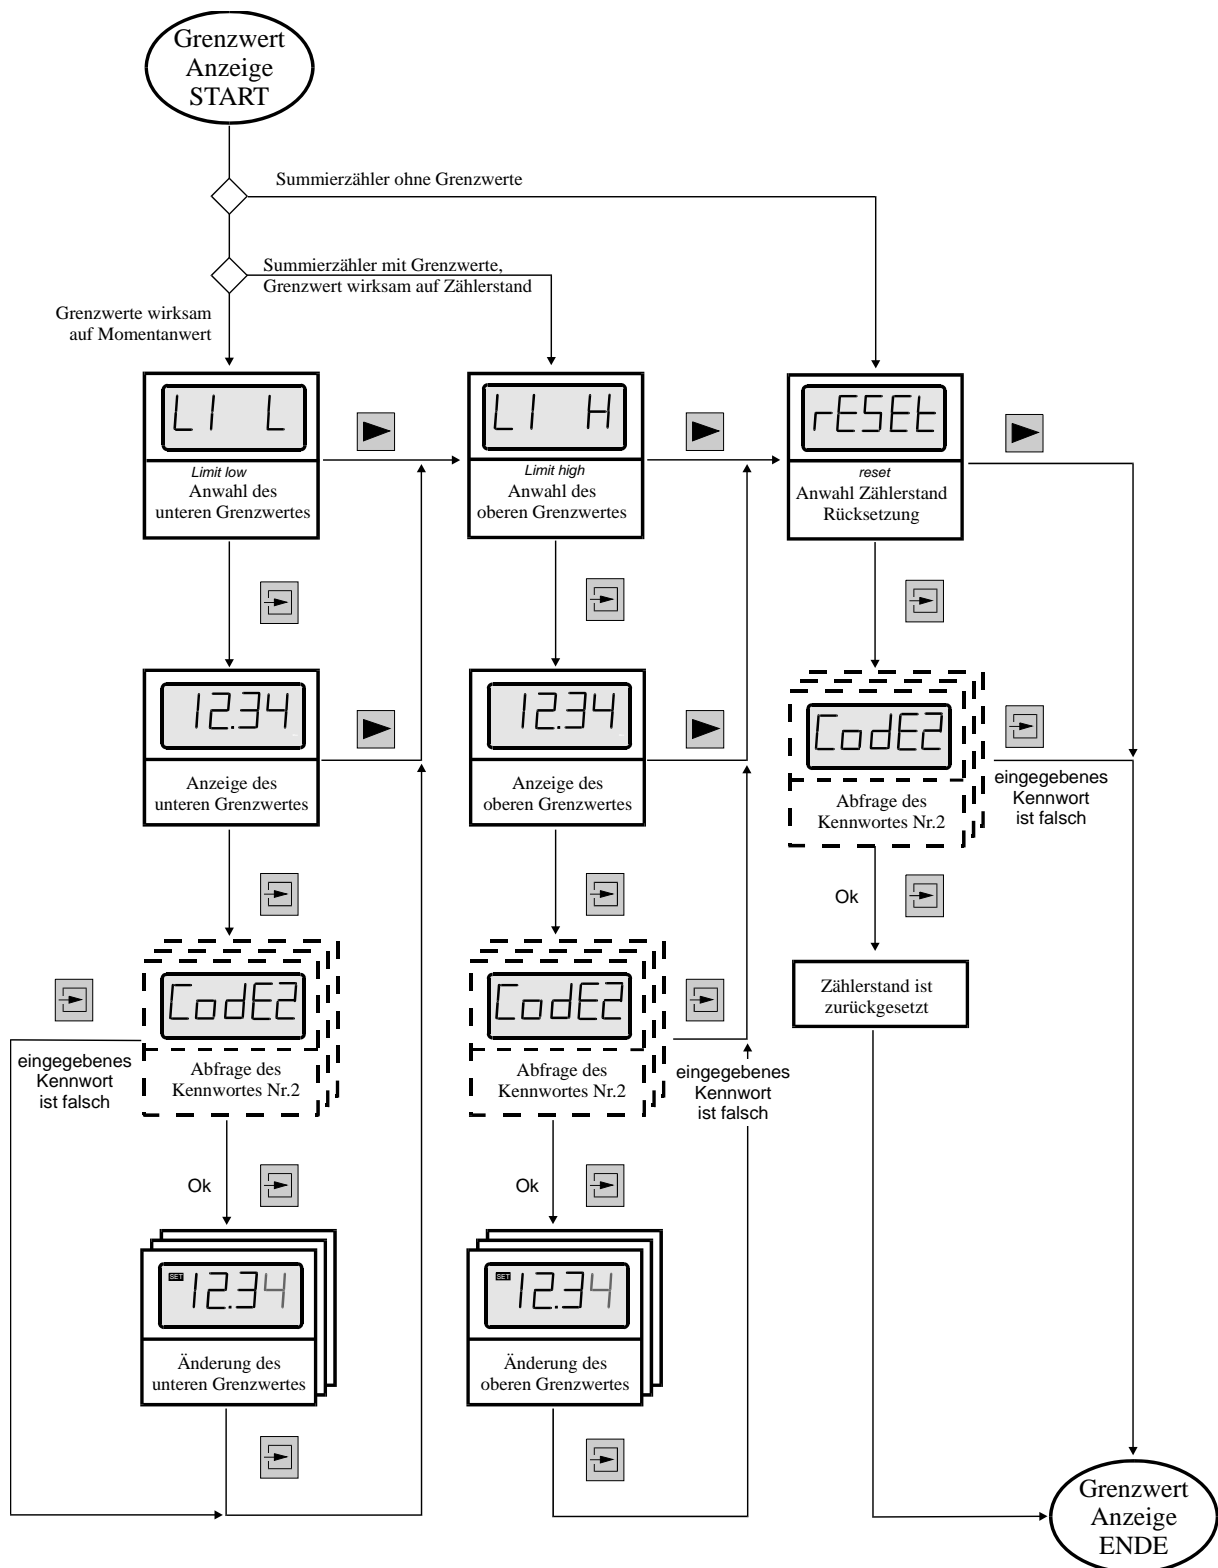 Grenzwert
Anzeige
START
Summierzähler ohne Grenzwerte
Summierzähler mit Grenzwerte,
Grenzwert wirksam auf Zählerstand
Grenzwerte wirksam
auf Momentanwert
LI L
Limit low
Anwahl des
unteren Grenzwertes
LI H
Limit high
Anwahl des
oberen Grenzwertes
rESEt
reset
Anwahl Zählerstand
Rücksetzung
12.34
Anzeige des
unteren Grenzwertes
12.34
Anzeige des
oberen Grenzwertes
CodE2
Abfrage des
Kennwortes Nr.2
eingegebenes
Kennwort
ist falsch
Ok
Zählerstand ist
zurückgesetzt
CodE2
Abfrage des
Kennwortes Nr.2
eingegebenes
Kennwort
ist falsch
CodE2
Abfrage des
Kennwortes Nr.2
eingegebenes
Kennwort
ist falsch
Ok
Ok
SET 12.34
Änderung des
unteren Grenzwertes
SET 12.34
Änderung des
oberen Grenzwertes
Grenzwert
Anzeige
ENDE